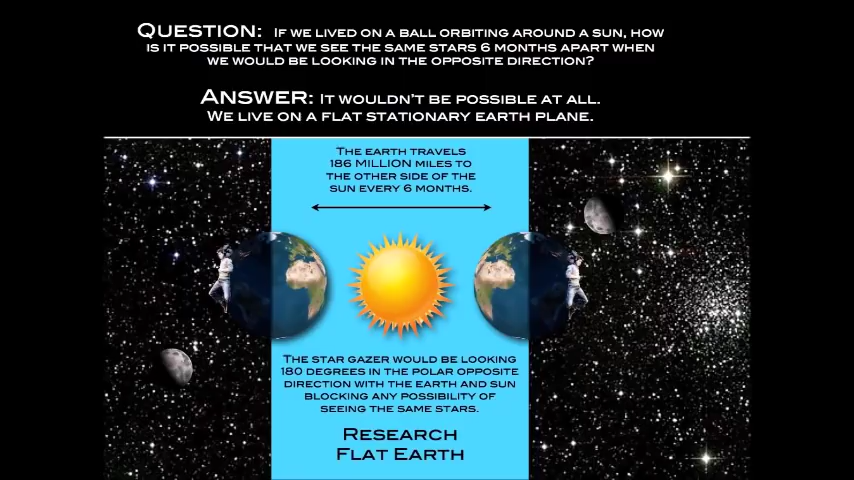 QUESTION: IF WE LIVED ON A BALL ORBITING AROUND A SUN, HOW
IS IT POSSIBLE THAT WE SEE THE SAME STARS 6 MONTHS APART WHEN
WE WOULD BE LOOKING IN THE OPPOSITE DIRECTION?
ANSWER: IT WOULDN'T BE POSSIBLE AT ALL.
WE LIVE ON A FLAT STATIONARY EARTH PLANE.
THE EARTH TRAVELS
186 MILLION MILES TO
THE OTHER SIDE OF THE
SUN EVERY 6 MONTHS.
THE STAR GAZER WOULD BE LOOKING
180 DEGREES IN THE POLAR OPPOSITE
DIRECTION WITH THE EARTH AND SUN
BLOCKING ANY POSSIBILITY OF
SEEING THE SAME STARS.
RESEARCH
FLAT EARTH